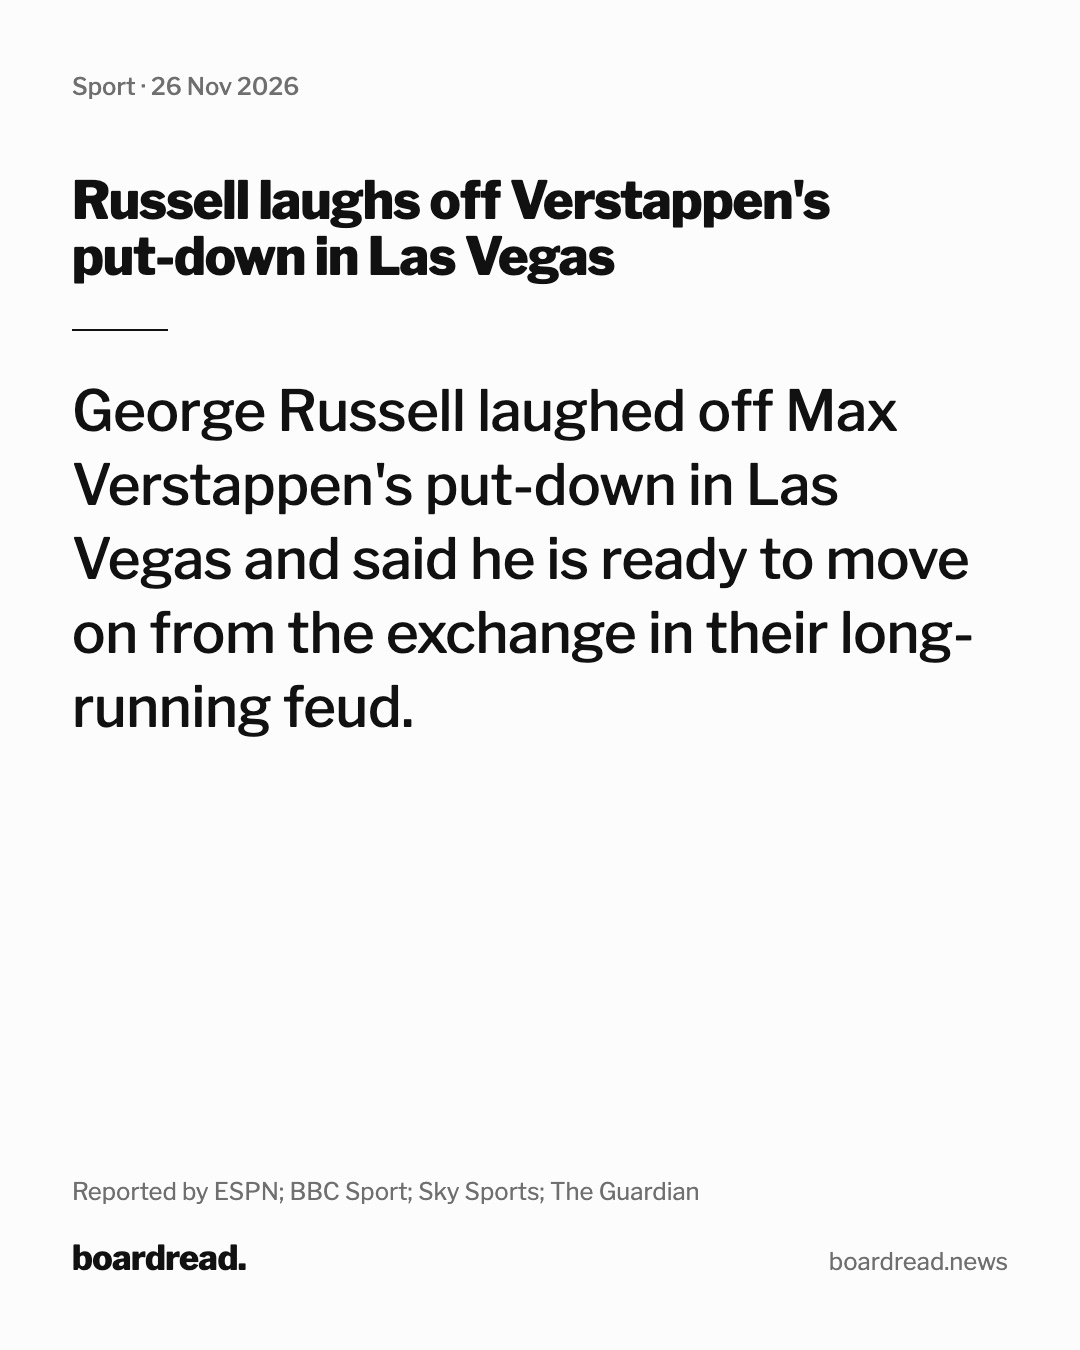 Sport · 26 Nov 2026
Russell laughs off Verstappen's
put-down in Las Vegas
George Russell laughed off Max
Verstappen's put-down in Las
Vegas and said he is ready to move
on from the exchange in their long-
running feud.
Reported by ESPN; BBC Sport; Sky Sports; The Guardian
boardread.
boardread.news